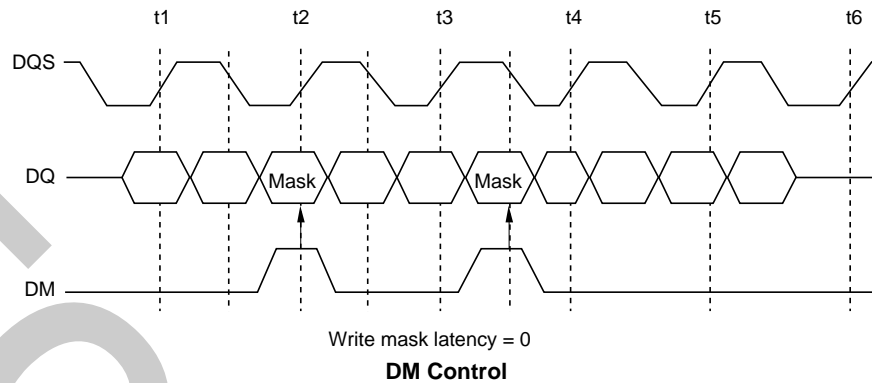 t1 t2 t3 t4 t5 t6
DQS
DQ Mask Mask
DM
Write mask latency = 0
DM Control